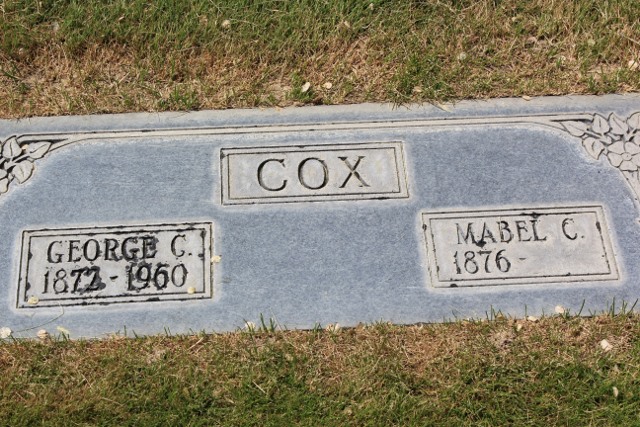 COX
GEORGE C.
1872 - 1960
MABEL C.
1876 -